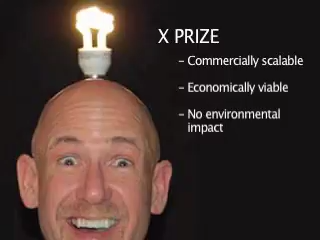 X PRIZE
- Commercially scalable
- Economically viable
- No environmental
impact